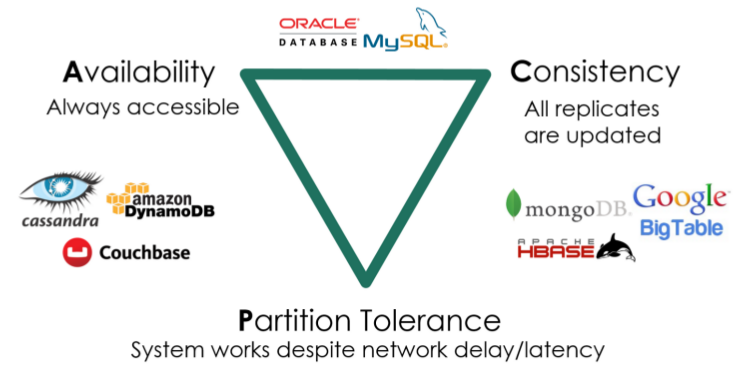 ORACLE
DATABASE
MySQL®
Availability
Always accessible
Consistency
All replicates
are updated
cassandra
amazon
DynamoDB
Couchbase
mongoDB®
Google™
BigTable
APACHE
HBASE
Partition Tolerance
System works despite network delay/latency